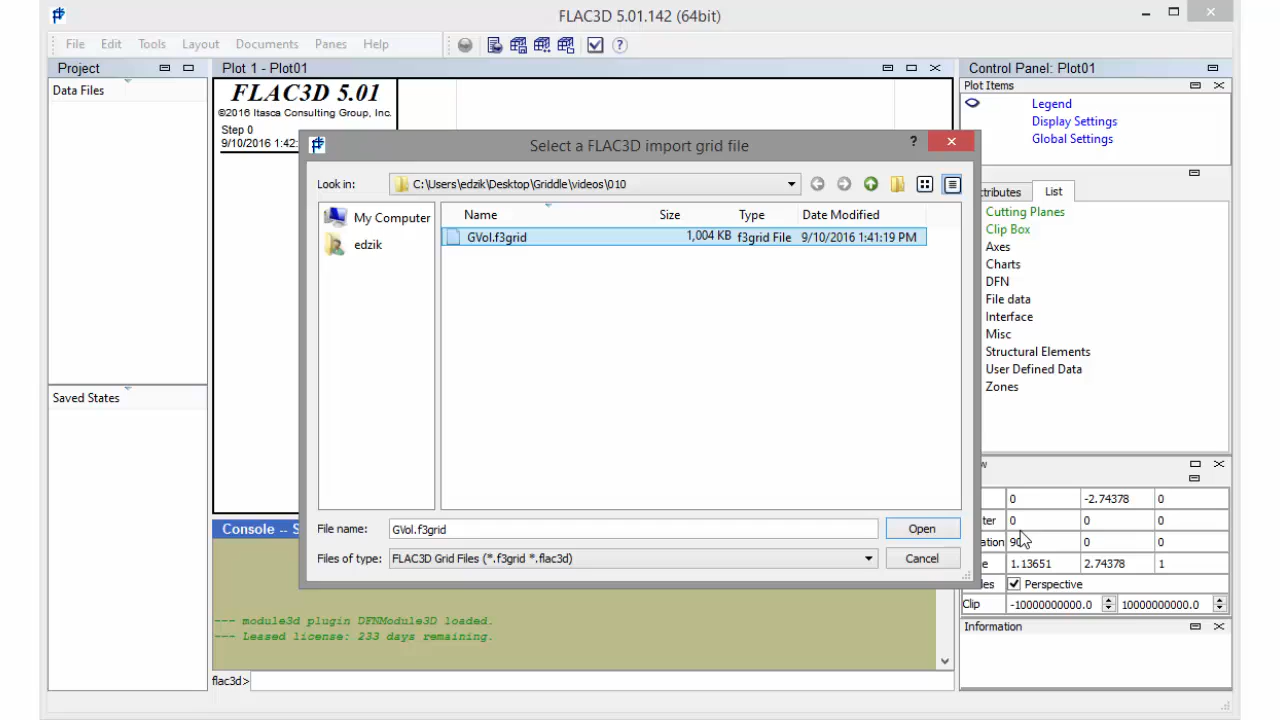 FLAC3D 5.01.142 (64bit)
File Edit Tools Layout Documents Panes Help
Project
Data Files
Saved States
Plot 1 - Plot01
FLAC3D 5.01
©2016 Itasca Consulting Group, Inc.
Step 0
9/10/2016 1:42:
Select a FLAC3D import grid file
Look in: C:\Users\edzik\Desktop\Griddle\videos\010
My Computer
edzik
Name Size Type Date Modified
GVol.f3grid 1,004 KB f3grid File 9/10/2016 1:41:19 PM
File name: GVol.f3grid Open
Files of type: FLAC3D Grid Files (*.f3grid *.flac3d) Cancel
Console -- S
--- module3d plugin DFNModule3D loaded.
--- Leased license: 233 days remaining.
flac3d>
Control Panel: Plot01
Plot Items
Legend
Display Settings
Global Settings
tributes List
Cutting Planes
Clip Box
Axes
Charts
DFN
File data
Interface
Misc
Structural Elements
User Defined Data
Zones
w
0 -2.74378 0
ter 0 0 0
ation 90 0 0
e 1.13651 2.74378 1
les Perspective
Clip -10000000000.0 10000000000.0
Information